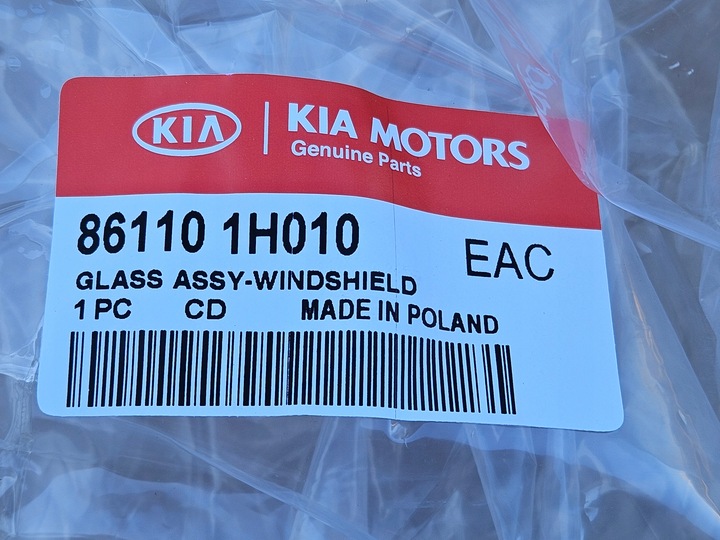 KIA
KIA MOTORS
Genuine Parts
86110 1H010
EAC
GLASS ASSY-WINDSHIELD
1 PC CD MADE IN POLAND